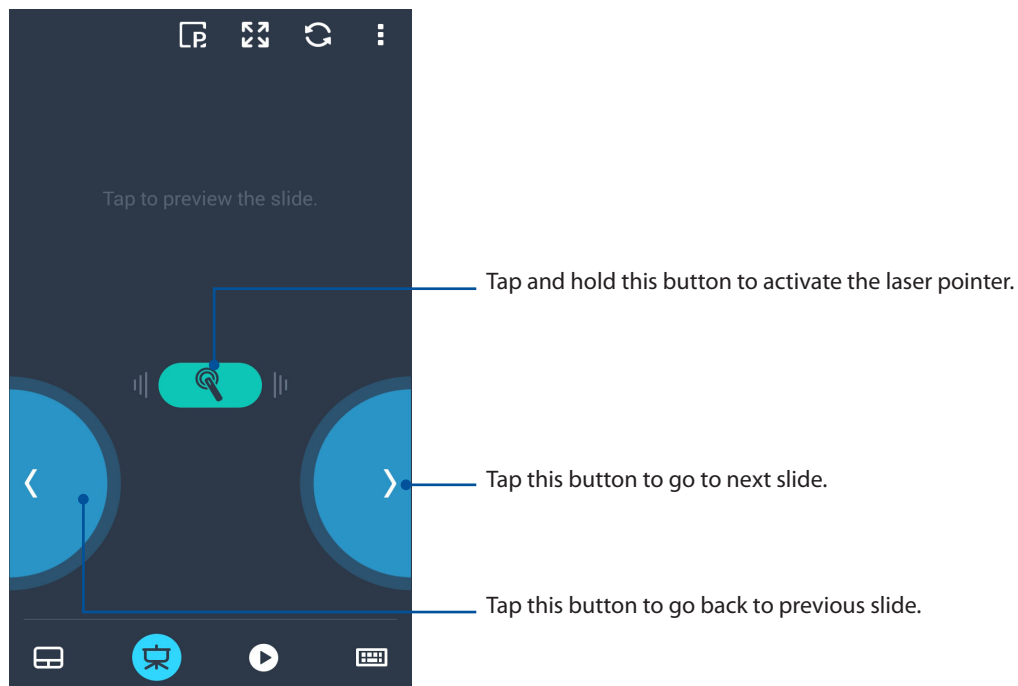 P
Tap to preview the slide.
Tap and hold this button to activate the laser pointer.
Tap this button to go to next slide.
Tap this button to go back to previous slide.